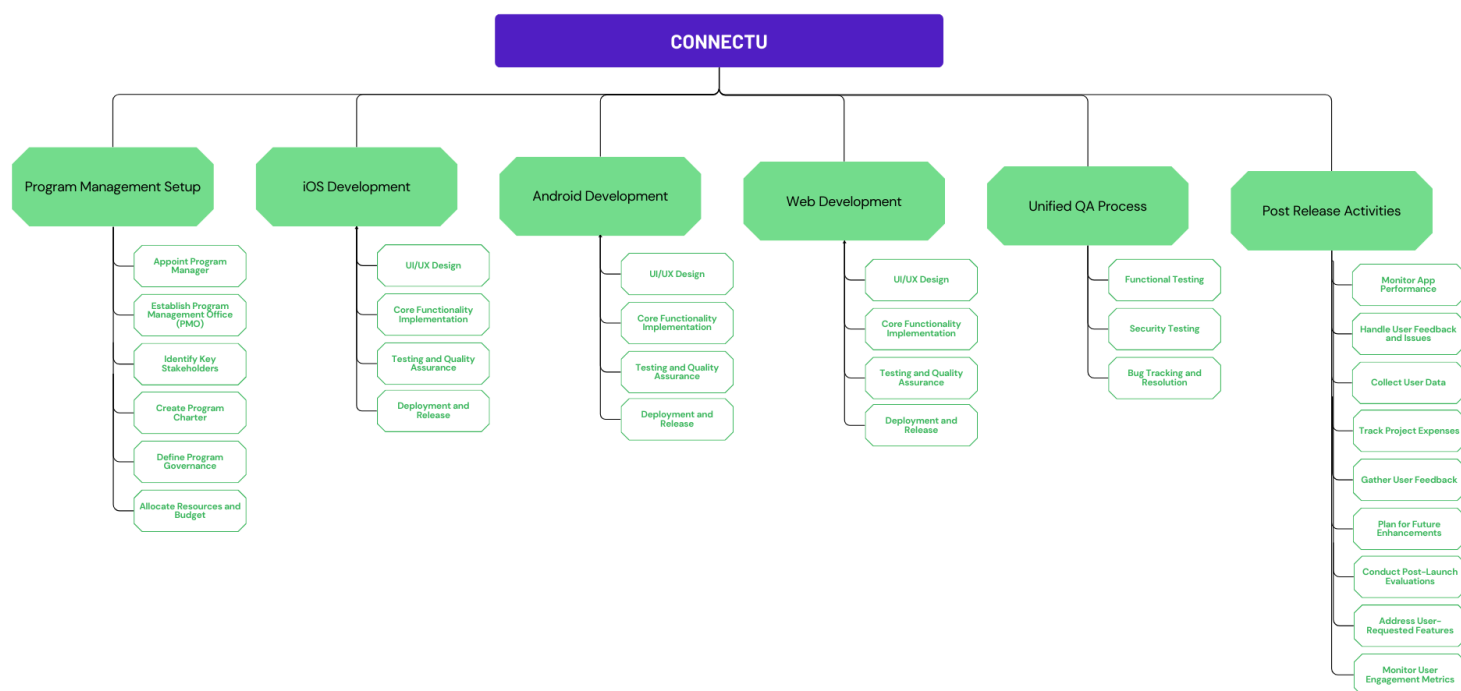 CONNECTU
Program Management Setup
Appoint Program
Manager
Establish Program
Management Office
(PMO)
Identify Key
Stakeholders
Create Program
Charter
Define Program
Governance
Allocate Resources and
Budget
iOS Development
UI/UX Design
Core Functionality
Implementation
Testing and Quality
Assurance
Deployment and
Release
Android Development
UI/UX Design
Core Functionality
Implementation
Testing and Quality
Assurance
Deployment and
Release
Web Development
UI/UX Design
Core Functionality
Implementation
Testing and Quality
Assurance
Deployment and
Release
Unified QA Process
Functional Testing
Security Testing
Bug Tracking and
Resolution
Post Release Activities
Monitor App
Performance
Handle User Feedback
and Issues
Collect User Data
Track Project Expenses
Gather User Feedback
Plan for Future
Enhancements
Conduct Post-Launch
Evaluations
Address User-
Requested Features
Monitor User
Engagement Metrics